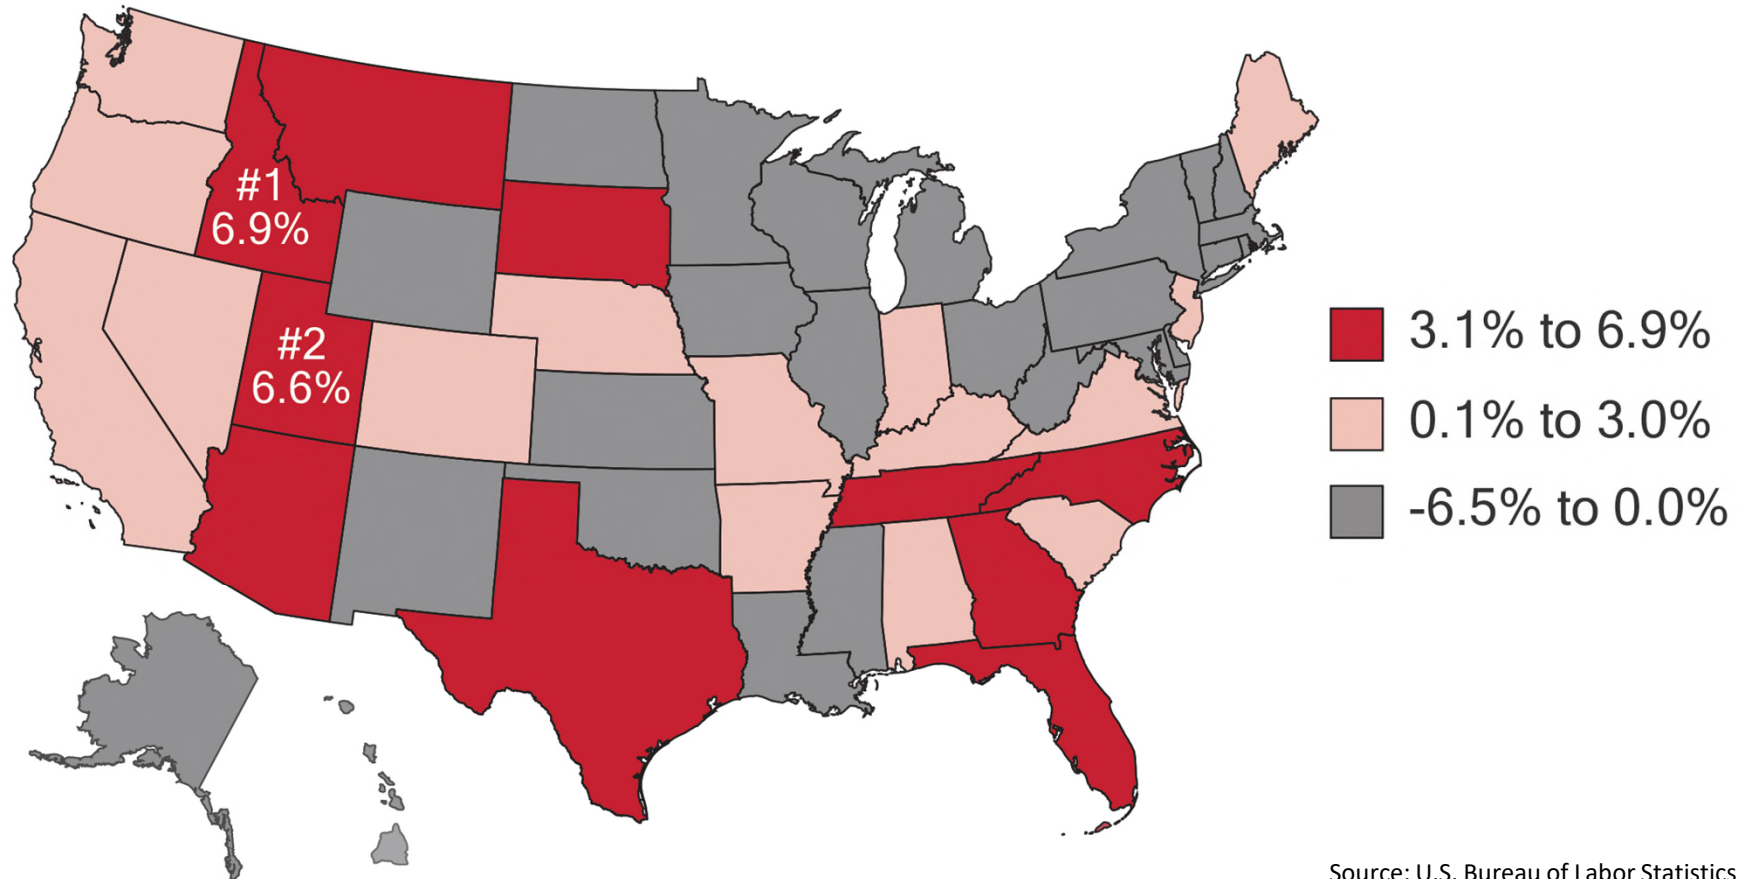 #1
6.9%
#2
6.6%
3.1% to 6.9%
0.1% to 3.0%
-6.5% to 0.0%
Source: U.S. Bureau of Labor Statistics